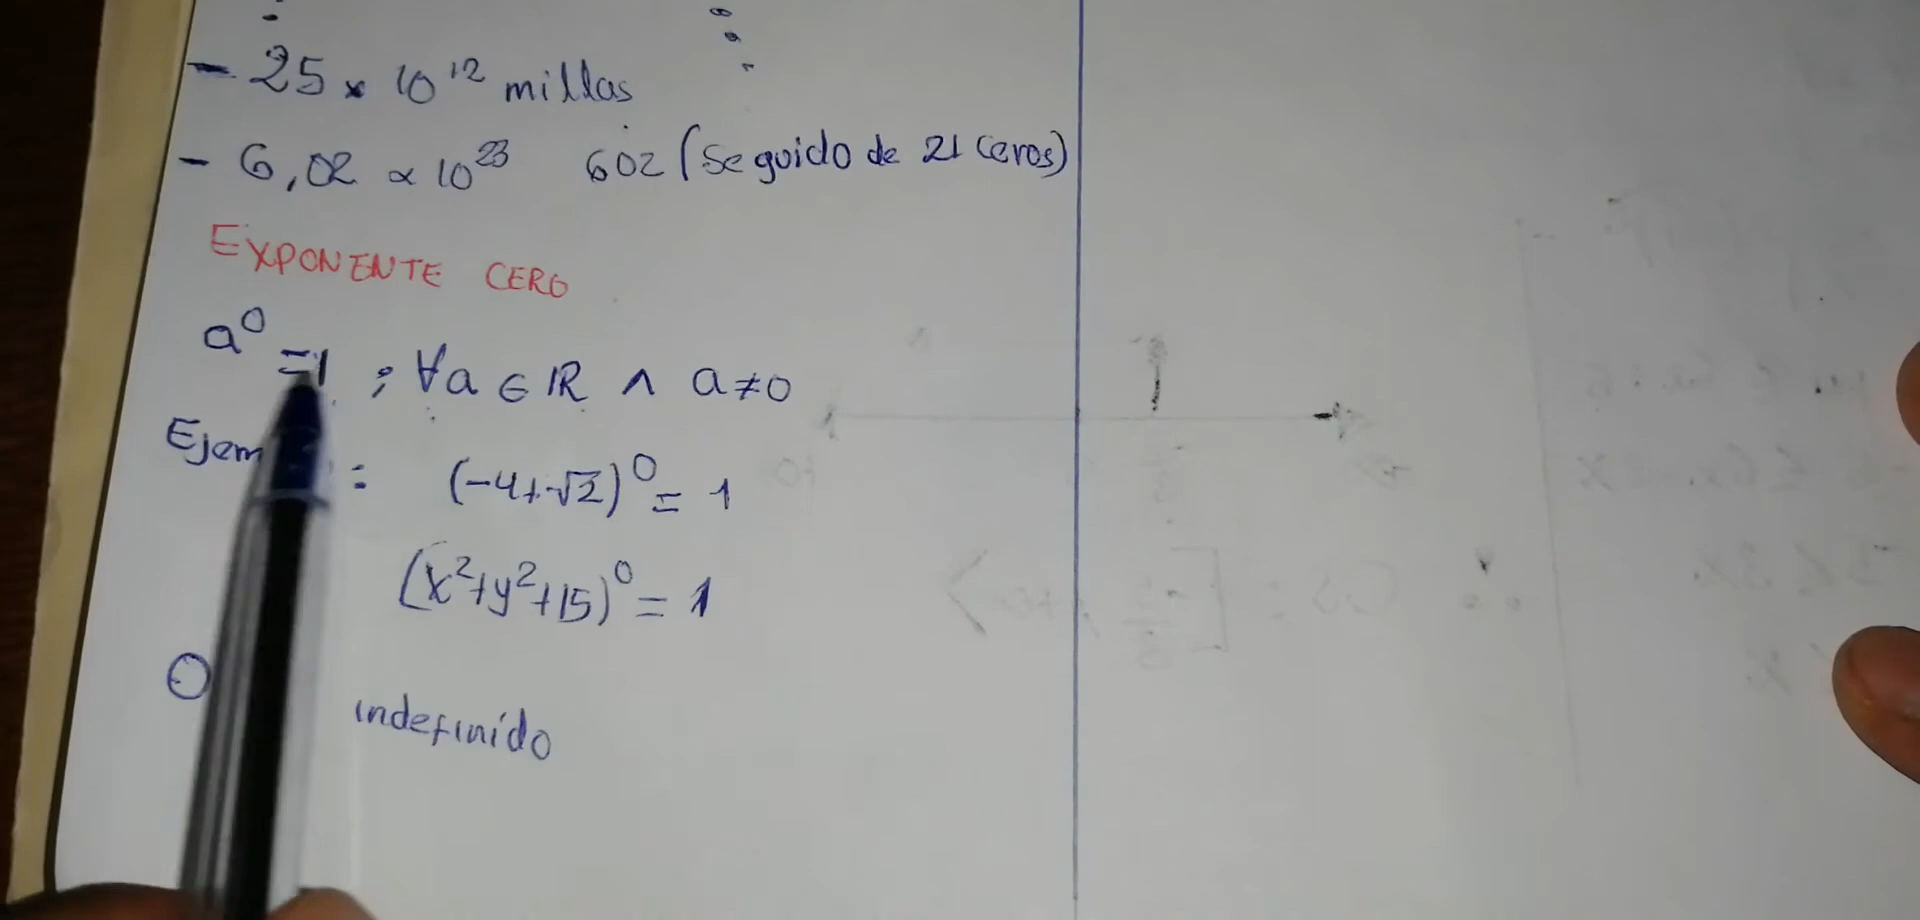 - 25 x 10¹² millas
- 6,02 x 10²³ 602 (seguido de 21 ceros)
EXPONENTE CERO
a⁰ = 1 ; ∀a ∈ ℝ ∧ a ≠ 0
Ejem :
(-4+√2)⁰ = 1
(x²+y²+15)⁰ = 1
0 indefinido